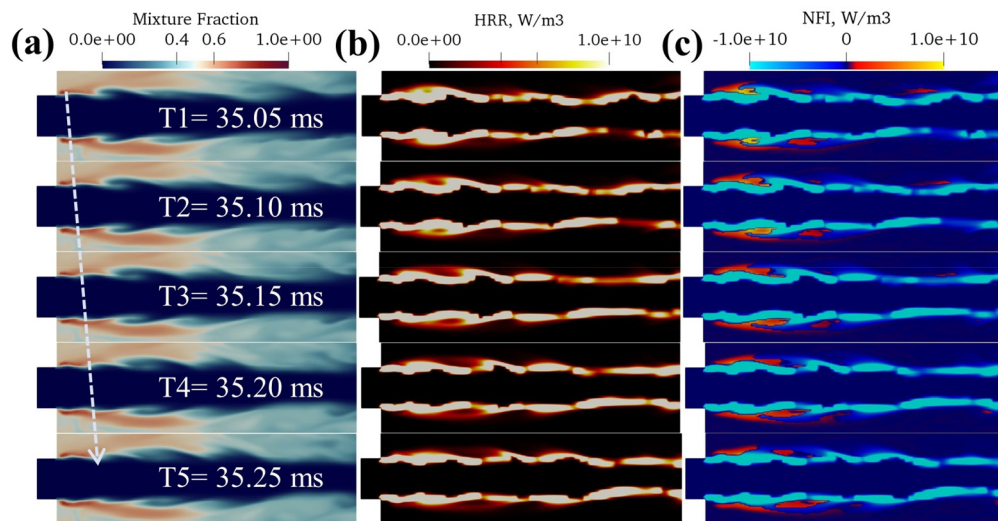 (a) Mixture Fraction
0.0e+00 0.4 0.6 1.0e+00
(b) HRR, W/m3
0.0e+00 1.0e+10
(c) NFI, W/m3
-1.0e+10 0 1.0e+10
T1= 35.05 ms
T2= 35.10 ms
T3= 35.15 ms
T4= 35.20 ms
T5= 35.25 ms